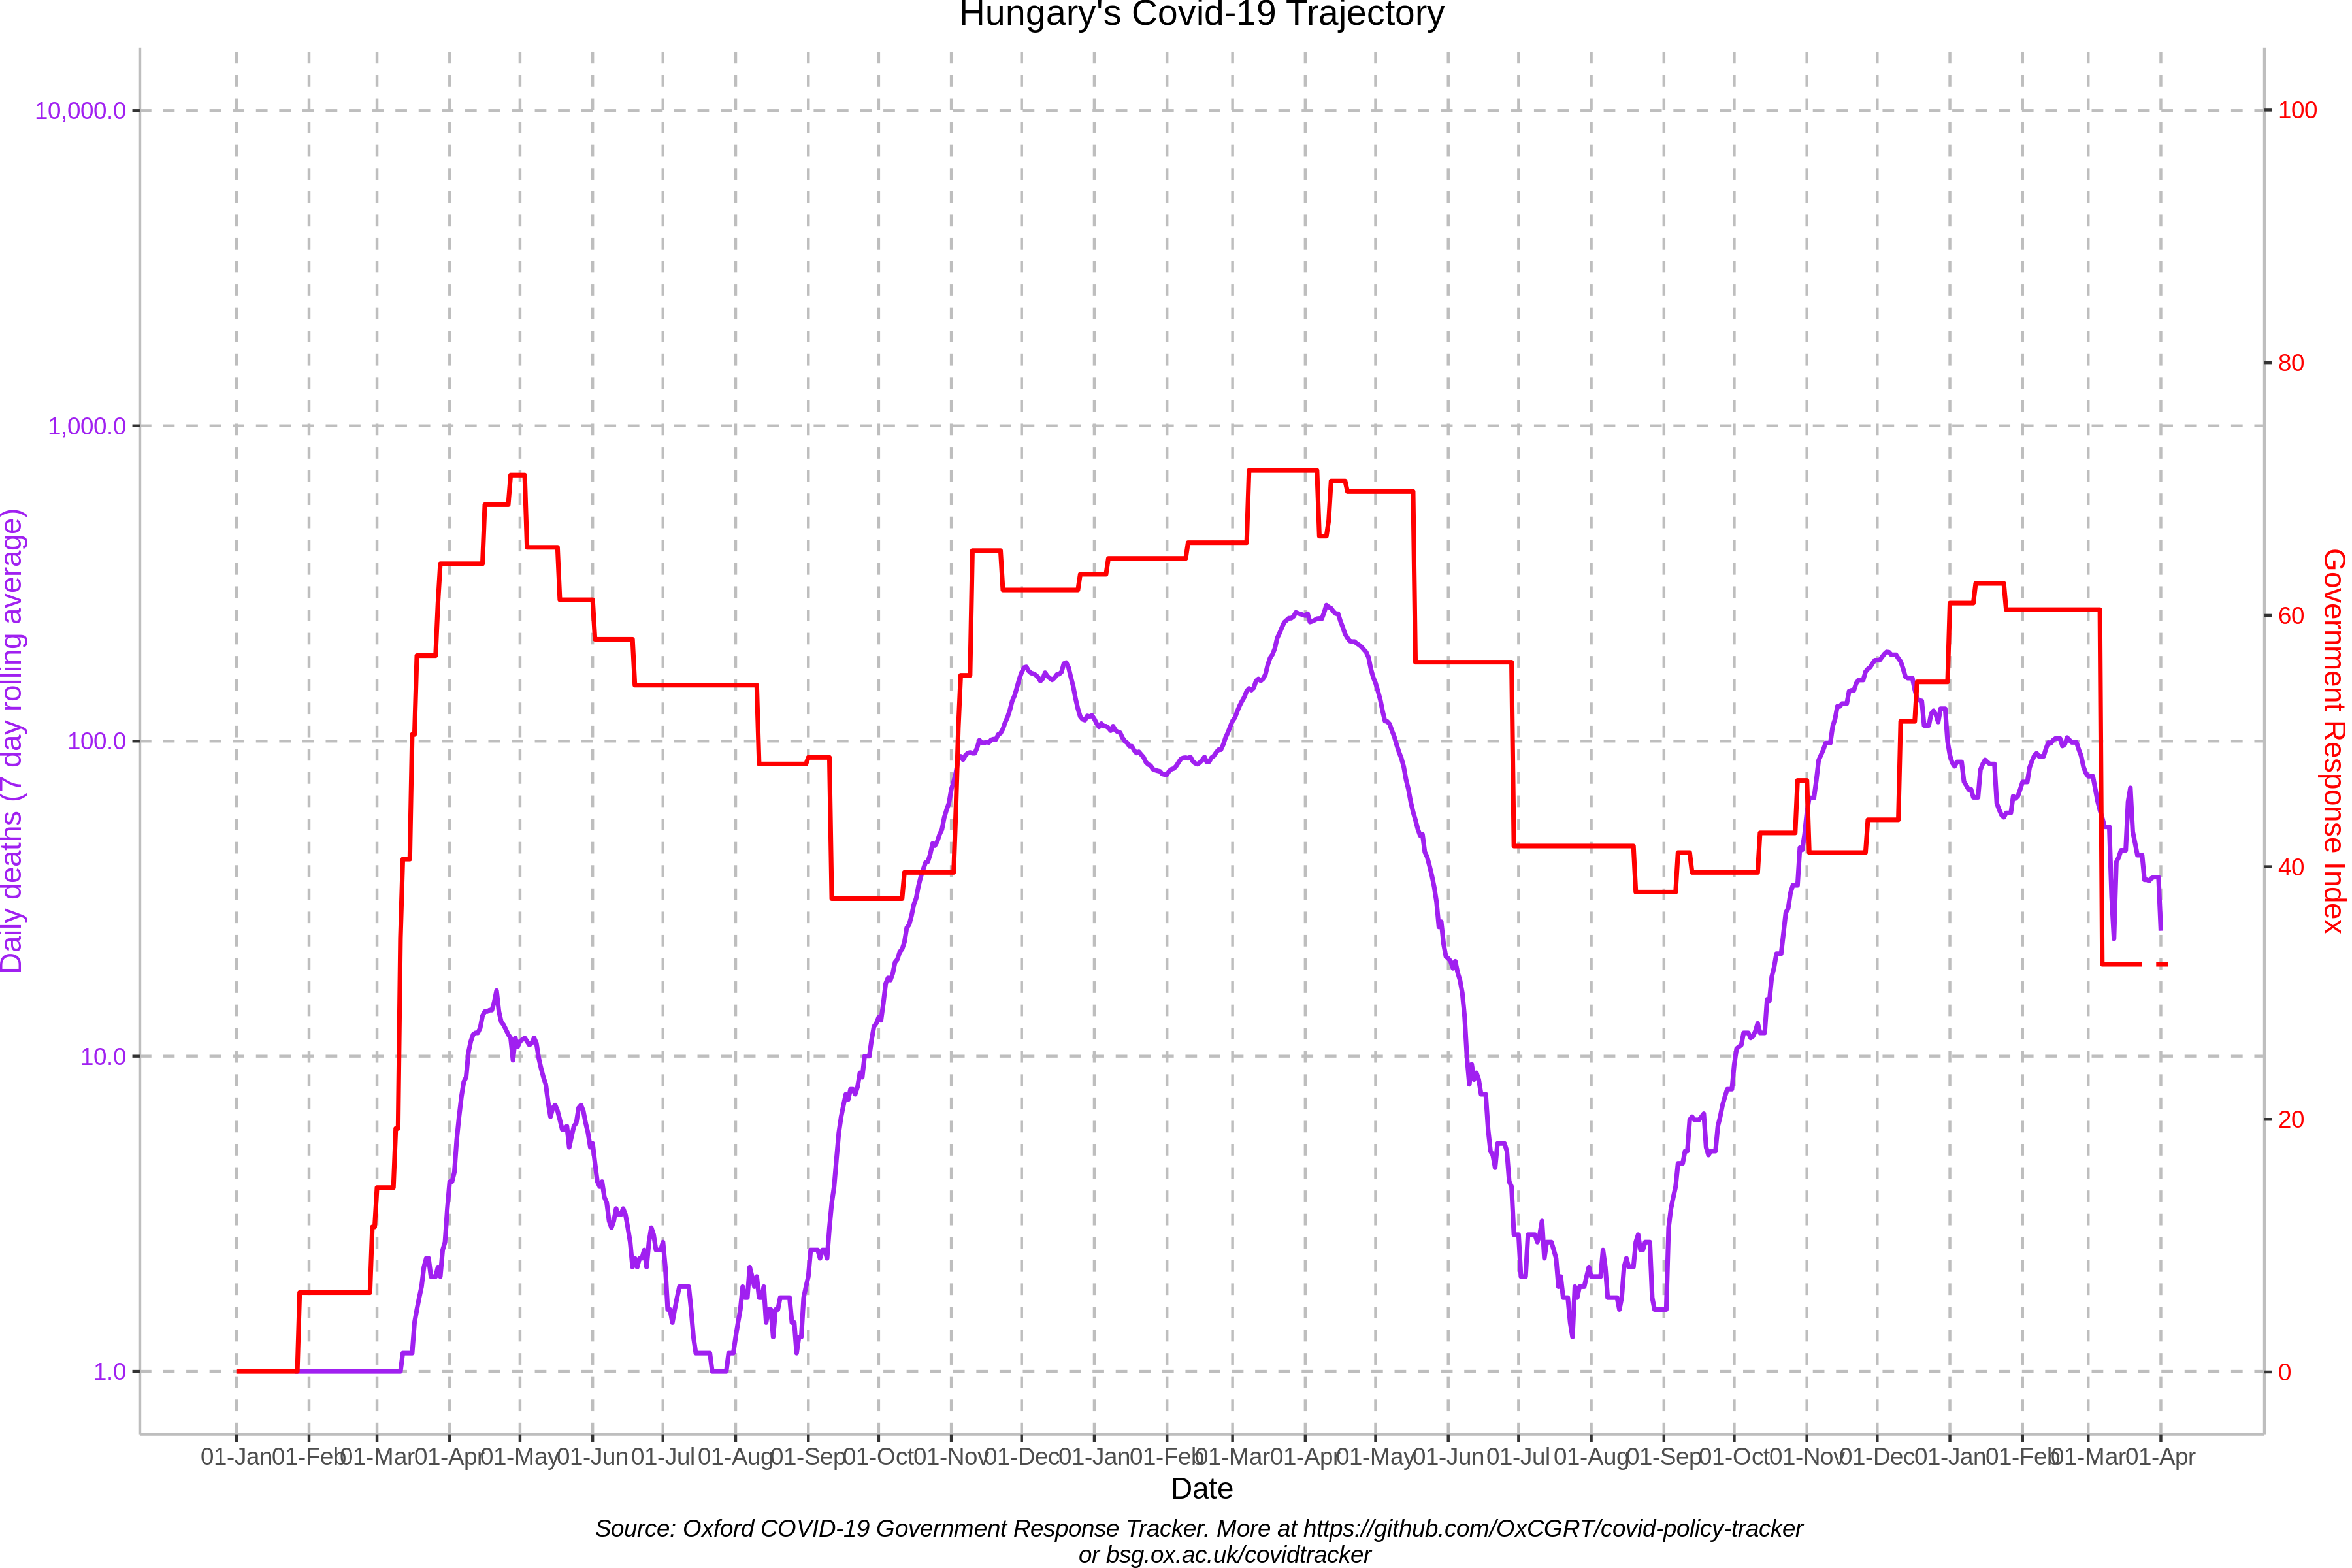 Hungary's Covid-19 Trajectory
10,000.0
1,000.0
100.0
10.0
1.0
Daily deaths (7 day rolling average)
100
80
60
40
20
0
Government Response Index
01-Jan 01-Feb 01-Mar 01-Apr 01-May 01-Jun 01-Jul 01-Aug 01-Sep 01-Oct 01-Nov 01-Dec 01-Jan 01-Feb 01-Mar 01-Apr 01-May 01-Jun 01-Jul 01-Aug 01-Sep 01-Oct 01-Nov 01-Dec 01-Jan 01-Feb 01-Mar 01-Apr
Date
Source: Oxford COVID-19 Government Response Tracker. More at https://github.com/OxCGRT/covid-policy-tracker
or bsg.ox.ac.uk/covidtracker